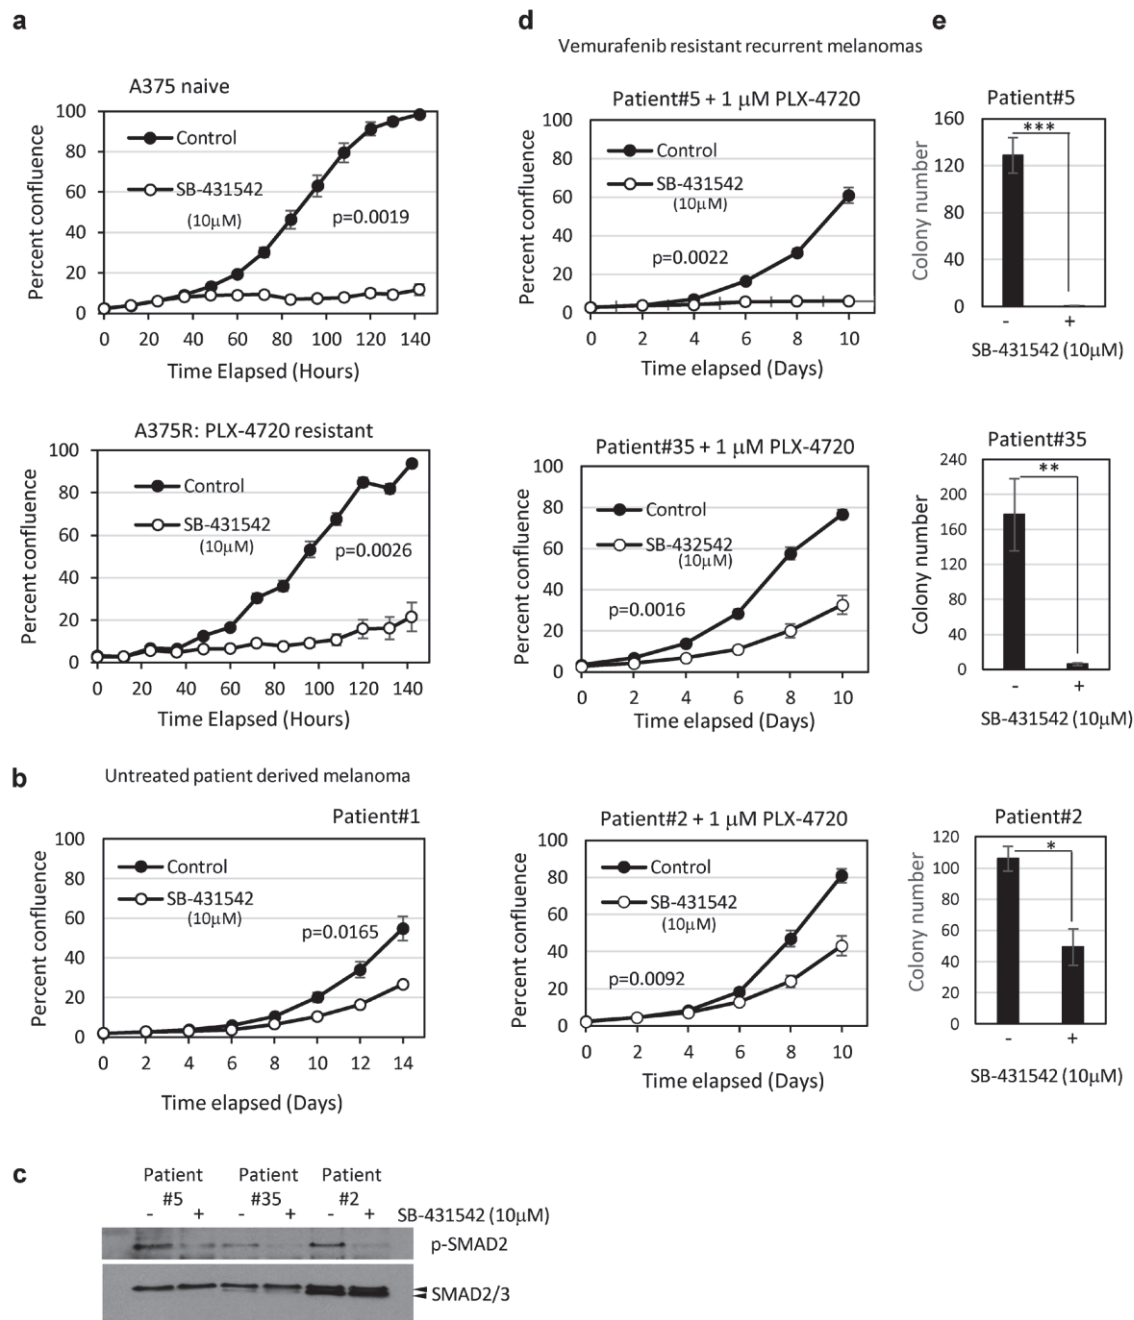 a
A375 naive
Percent confluence
100
80
60
40
20
0
Control
SB-431542
(10μM)
p=0.0019
0 20 40 60 80 100 120 140
Time Elapsed (Hours)
A375R: PLX-4720 resistant
Percent confluence
100
80
60
40
20
0
Control
SB-431542
(10μM)
p=0.0026
0 20 40 60 80 100 120 140
Time Elapsed (Hours)
b
Untreated patient derived melanoma
Patient#1
Percent confluence
100
80
60
40
20
0
Control
SB-431542
(10μM)
p=0.0165
0 2 4 6 8 10 12 14
Time elapsed (Days)
c
Patient Patient Patient
#5 #35 #2
- + - + - + SB-431542 (10μM)
p-SMAD2
SMAD2/3
d
Vemurafenib resistant recurrent melanomas
Patient#5 + 1 μM PLX-4720
Percent confluence
100
80
60
40
20
0
Control
SB-431542
(10μM)
p=0.0022
0 2 4 6 8 10
Time elapsed (Days)
Patient#35 + 1 μM PLX-4720
Percent confluence
100
80
60
40
20
0
Control
SB-432542
(10μM)
p=0.0016
0 2 4 6 8 10
Time elapsed (Days)
Patient#2 + 1 μM PLX-4720
Percent confluence
100
80
60
40
20
0
Control
SB-431542
(10μM)
p=0.0092
0 2 4 6 8 10
Time elapsed (Days)
e
Patient#5
Colony number
160
120
80
40
0
***
- +
SB-431542 (10μM)
Patient#35
Colony number
240
200
160
120
80
40
0
**
- +
SB-431542 (10μM)
Patient#2
Colony number
120
100
80
60
40
20
0
*
- +
SB-431542 (10μM)